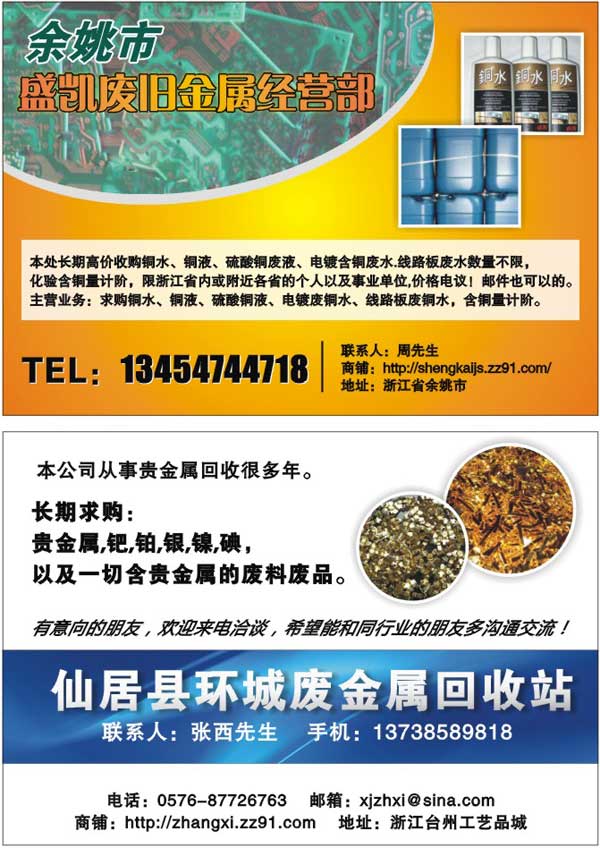 余姚市
盛凯废旧金属经营部
銅水
本处长期高价收购铜水、铜液、硫酸铜废液、电镀含铜废水.线路板废水数量不限，
化验含铜量计阶，限浙江省内或附近各省的个人以及事业单位,价格电议！邮件也可以的。
主营业务：求购铜水、铜液、硫酸铜液、电镀废铜水、线路板废铜水，含铜量计阶。
TEL：13454744718
联系人：周先生
商铺：http://shengkaijs.zz91.com/
地址：浙江省余姚市
本公司从事贵金属回收很多年。
长期求购：
贵金属,钯,铂,银,镍,碘，
以及一切含贵金属的废料废品。
有意向的朋友，欢迎来电洽谈，希望能和同行业的朋友多沟通交流！
仙居县环城废金属回收站
联系人：张西先生 手机：13738589818
电话：0576-87726763 邮箱：xjzhxi@sina.com
商铺：http://zhangxi.zz91.com 地址：浙江台州工艺品城